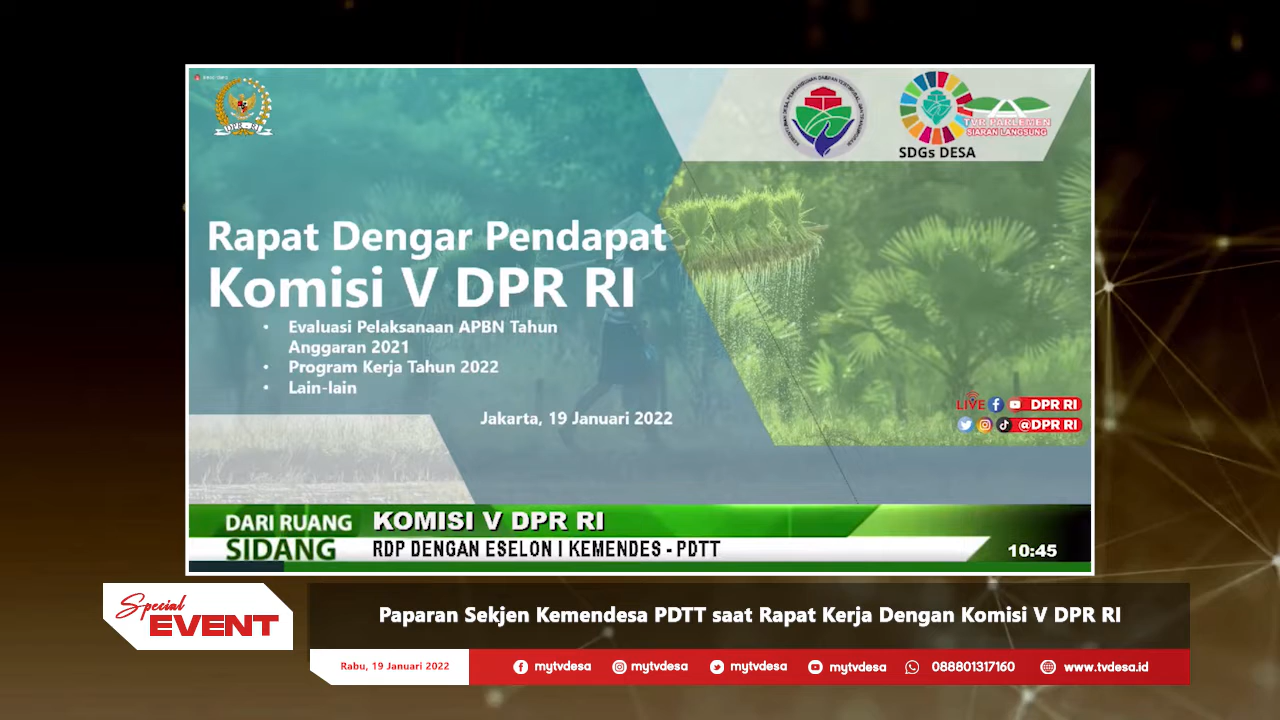 DPR - RI
SDGs DESA
TVR PARLEMEN
SIARAN LANGSUNG
Rapat Dengar Pendapat
Komisi V DPR RI
• Evaluasi Pelaksanaan APBN Tahun
Anggaran 2021
• Program Kerja Tahun 2022
• Lain-lain
Jakarta, 19 Januari 2022
LIVE DPR RI
@DPR RI
DARI RUANG
SIDANG
KOMISI V DPR RI
RDP DENGAN ESELON I KEMENDES - PDTT
10:45
Special
EVENT
Paparan Sekjen Kemendesa PDTT saat Rapat Kerja Dengan Komisi V DPR RI
Rabu, 19 Januari 2022
mytvdesa mytvdesa mytvdesa mytvdesa 088801317160 www.tvdesa.id